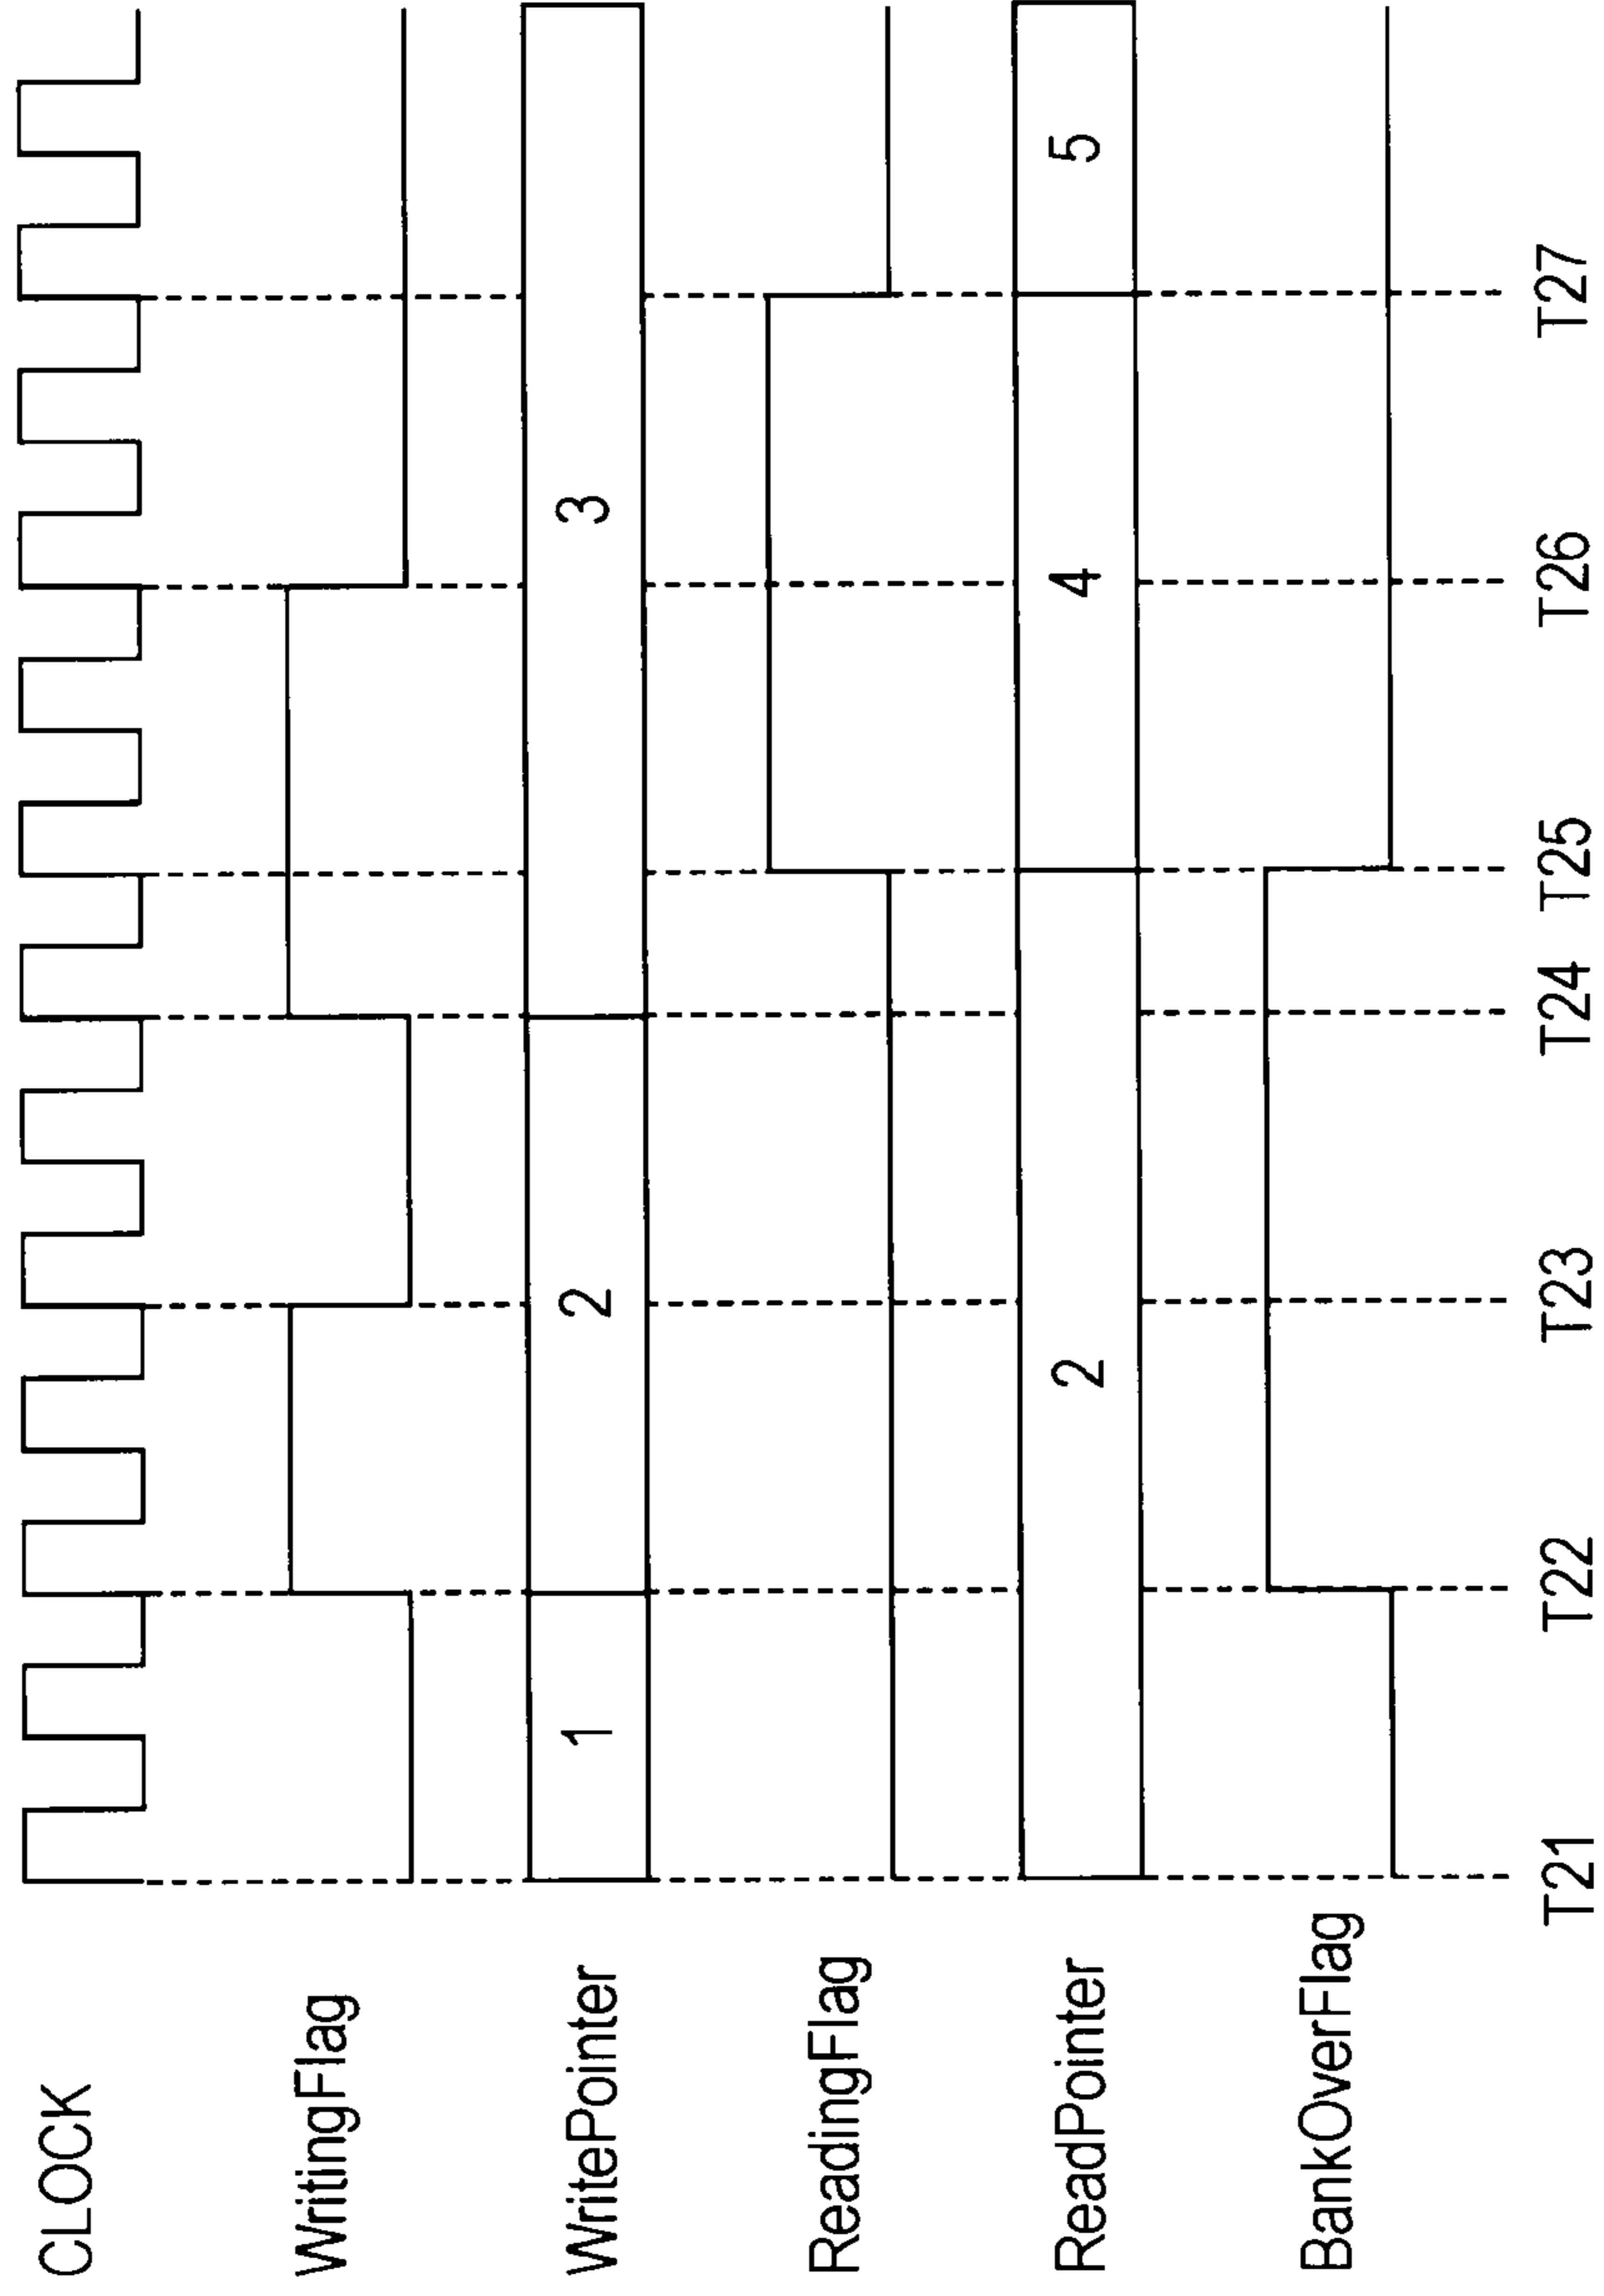 CLOCK
WritingFlag
WritePointer 1 2 3
ReadingFlag
ReadPointer 2 4 5
BankOverFlag
T21 T22 T23 T24 T25 T26 T27